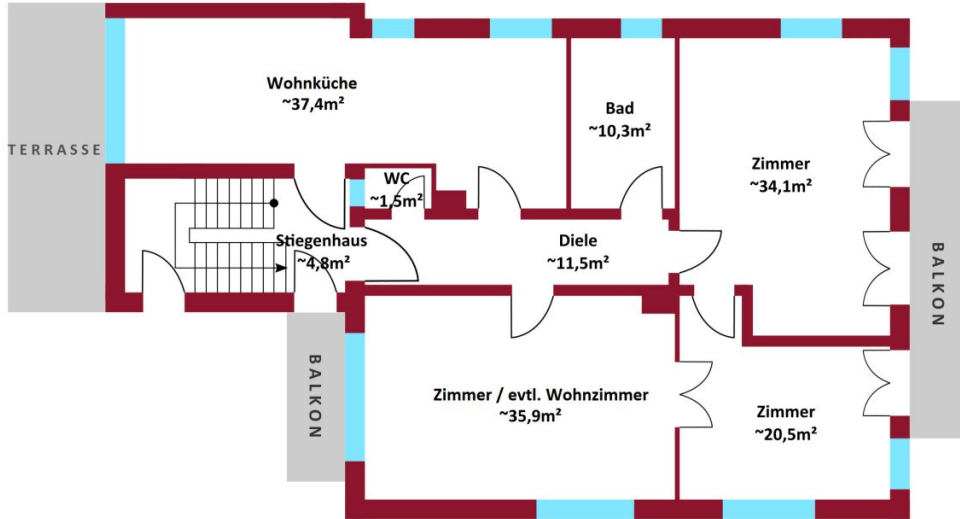 Wohnküche
~37,4m²
Bad
~10,3m²
TERRASSE
Zimmer
~34,1m²
WC
~1,5m²
Stiegenhaus
~4,8m²
Diele
~11,5m²
BALKON
BALKON
Zimmer / evtl. Wohnzimmer
~35,9m²
Zimmer
~20,5m²